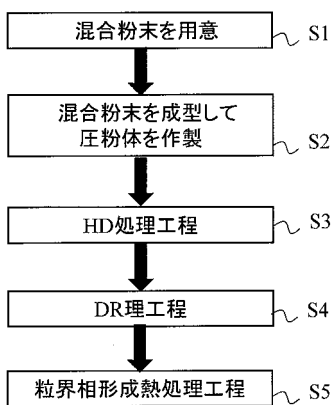 混合粉末を用意 S1
混合粉末を成型して
圧粉体を作製 S2
HD処理工程 S3
DR理工程 S4
粒界相形成熱処理工程 S5